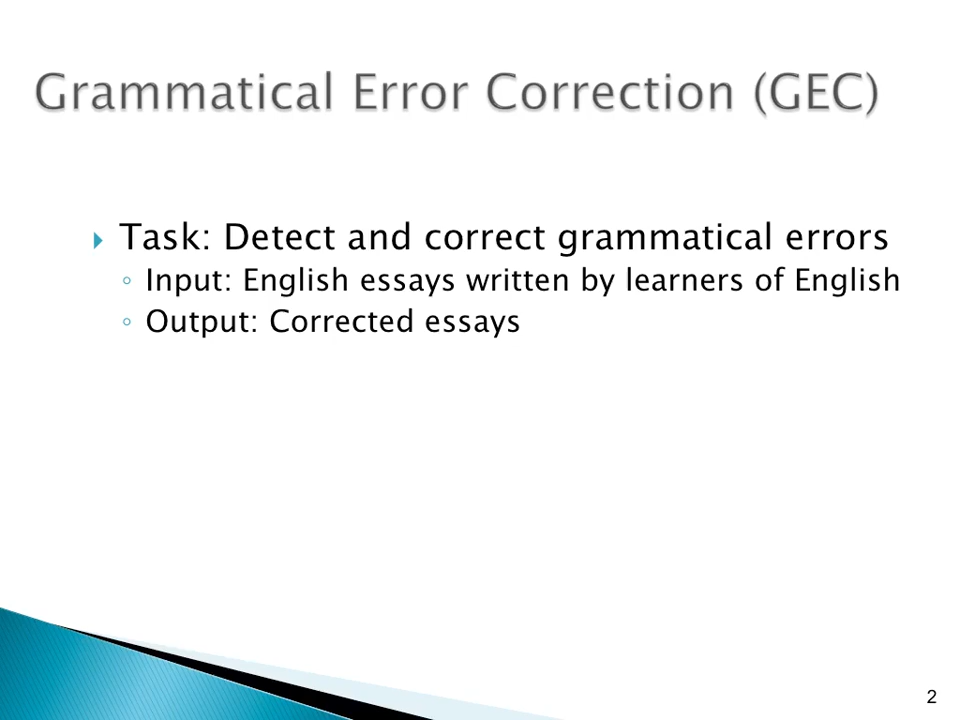 Grammatical Error Correction (GEC)
Task: Detect and correct grammatical errors
Input: English essays written by learners of English
Output: Corrected essays
2